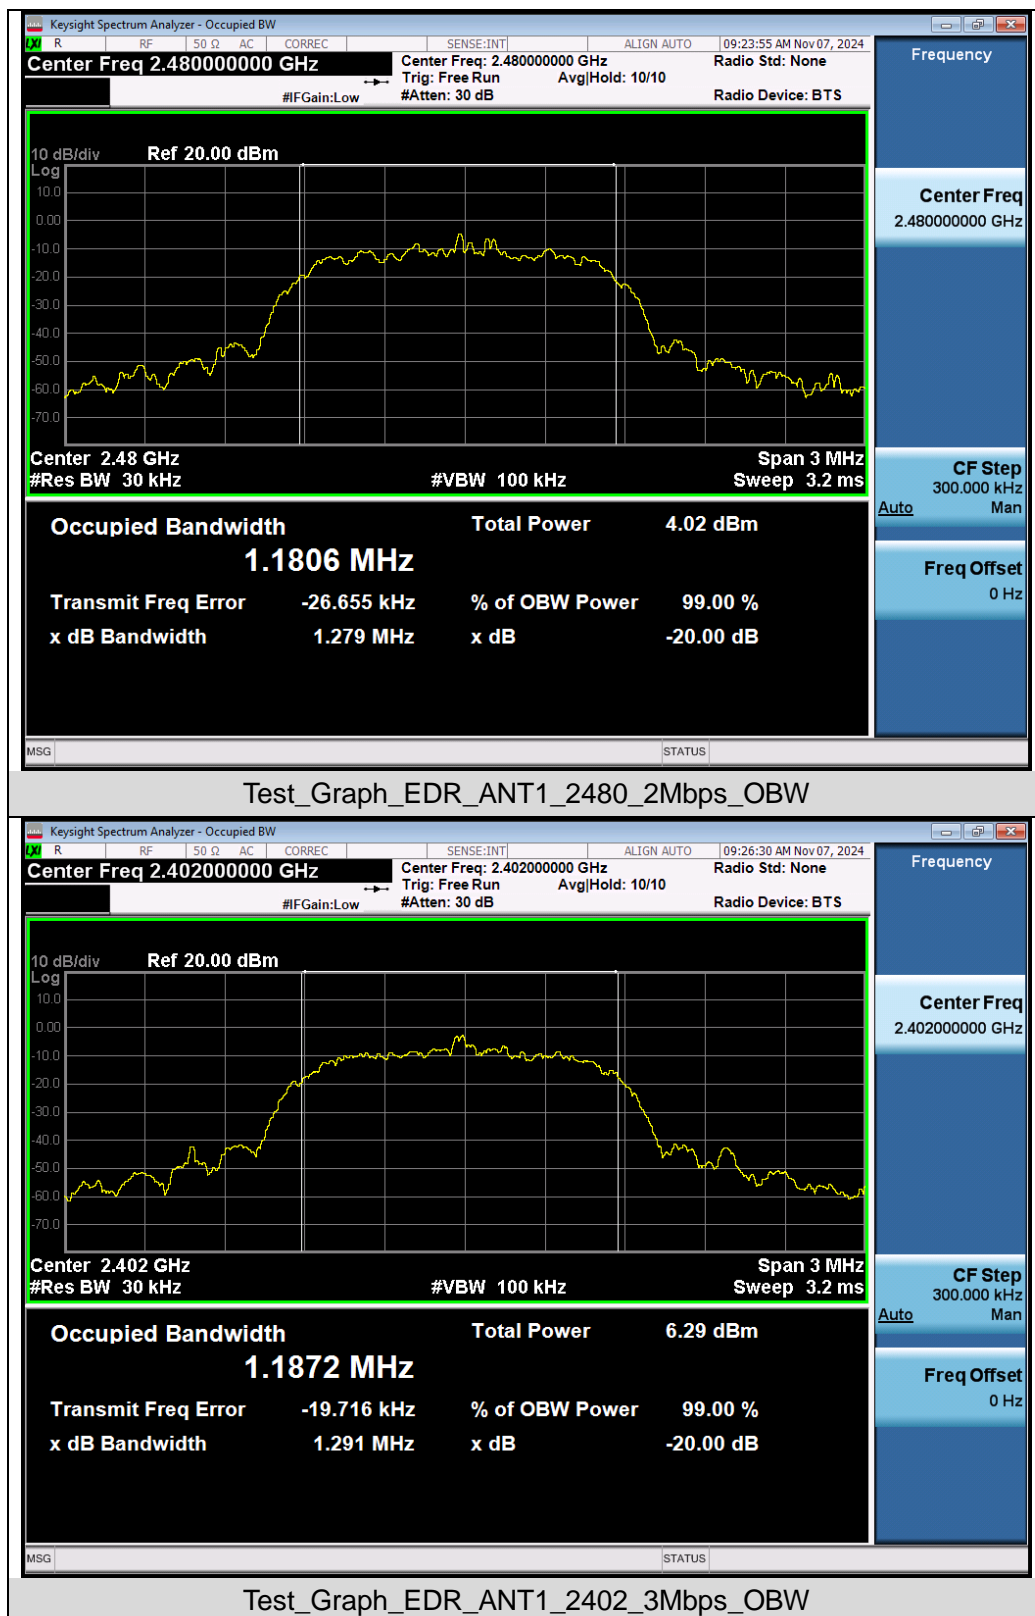 Keysight Spectrum Analyzer - Occupied BW
LXI R RF 50 Ω AC CORREC SENSE:INT ALIGN AUTO 09:23:55 AM Nov 07, 2024
Center Freq 2.480000000 GHz
Center Freq: 2.480000000 GHz
Radio Std: None
Trig: Free Run Avg|Hold: 10/10
#IFGain:Low
#Atten: 30 dB
Radio Device: BTS
Frequency
10 dB/div Ref 20.00 dBm
Log
10.0
0.00
-10.0
-20.0
-30.0
-40.0
-50.0
-60.0
-70.0
Center 2.48 GHz Span 3 MHz
#Res BW 30 kHz #VBW 100 kHz Sweep 3.2 ms
Center Freq
2.480000000 GHz
CF Step
300.000 kHz
Auto Man
Freq Offset
0 Hz
Occupied Bandwidth Total Power 4.02 dBm
1.1806 MHz
Transmit Freq Error -26.655 kHz % of OBW Power 99.00 %
x dB Bandwidth 1.279 MHz x dB -20.00 dB
MSG STATUS
Test_Graph_EDR_ANT1_2480_2Mbps_OBW
Keysight Spectrum Analyzer - Occupied BW
LXI R RF 50 Ω AC CORREC SENSE:INT ALIGN AUTO 09:26:30 AM Nov 07, 2024
Center Freq 2.402000000 GHz
Center Freq: 2.402000000 GHz
Radio Std: None
Trig: Free Run Avg|Hold: 10/10
#IFGain:Low
#Atten: 30 dB
Radio Device: BTS
Frequency
10 dB/div Ref 20.00 dBm
Log
10.0
0.00
-10.0
-20.0
-30.0
-40.0
-50.0
-60.0
-70.0
Center 2.402 GHz Span 3 MHz
#Res BW 30 kHz #VBW 100 kHz Sweep 3.2 ms
Center Freq
2.402000000 GHz
CF Step
300.000 kHz
Auto Man
Freq Offset
0 Hz
Occupied Bandwidth Total Power 6.29 dBm
1.1872 MHz
Transmit Freq Error -19.716 kHz % of OBW Power 99.00 %
x dB Bandwidth 1.291 MHz x dB -20.00 dB
MSG STATUS
Test_Graph_EDR_ANT1_2402_3Mbps_OBW